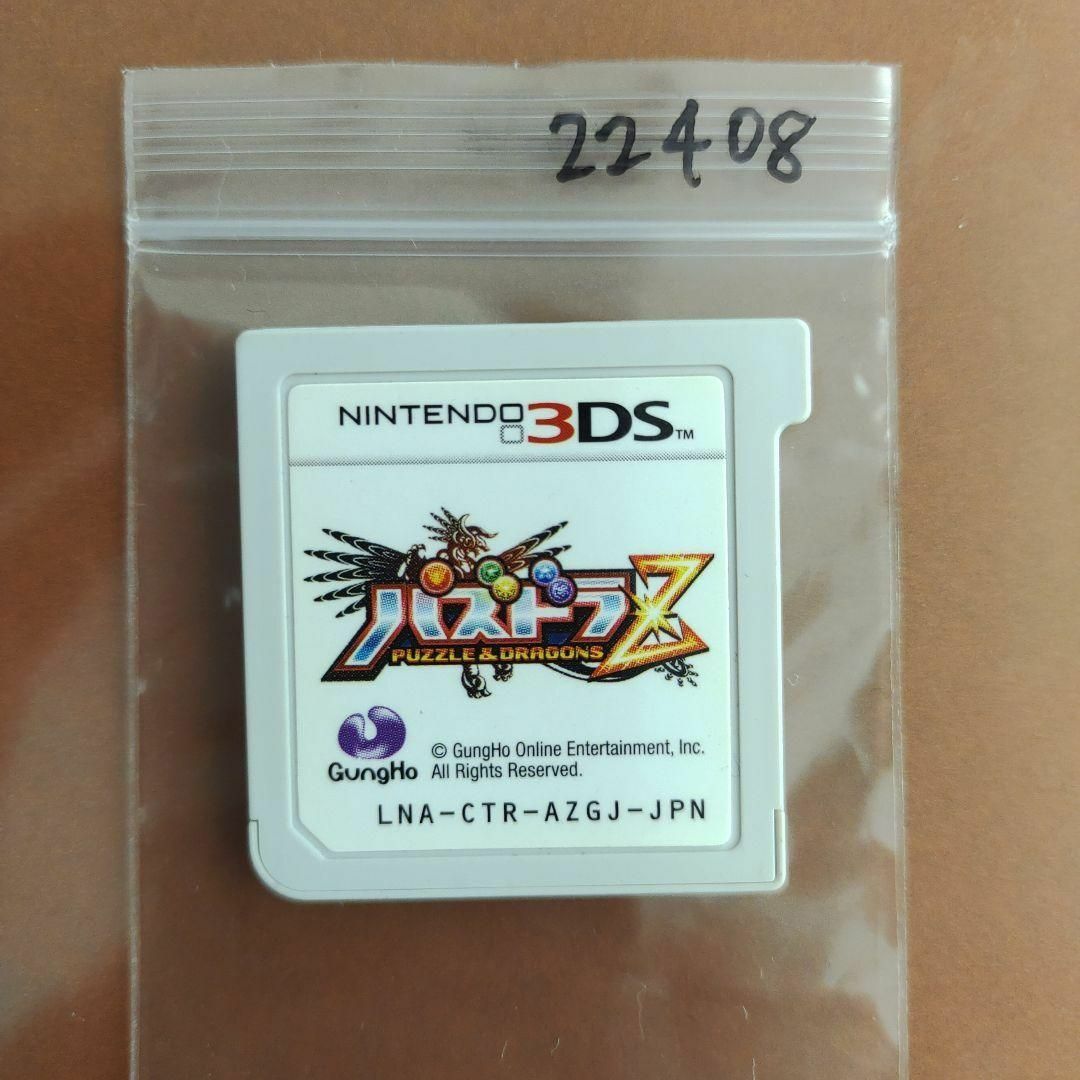 22408
NINTENDO 3DS™
パズドラZ
PUZZLE & DRAGONS
GungHo
© GungHo Online Entertainment, Inc.
All Rights Reserved.
LNA-CTR-AZGJ-JPN